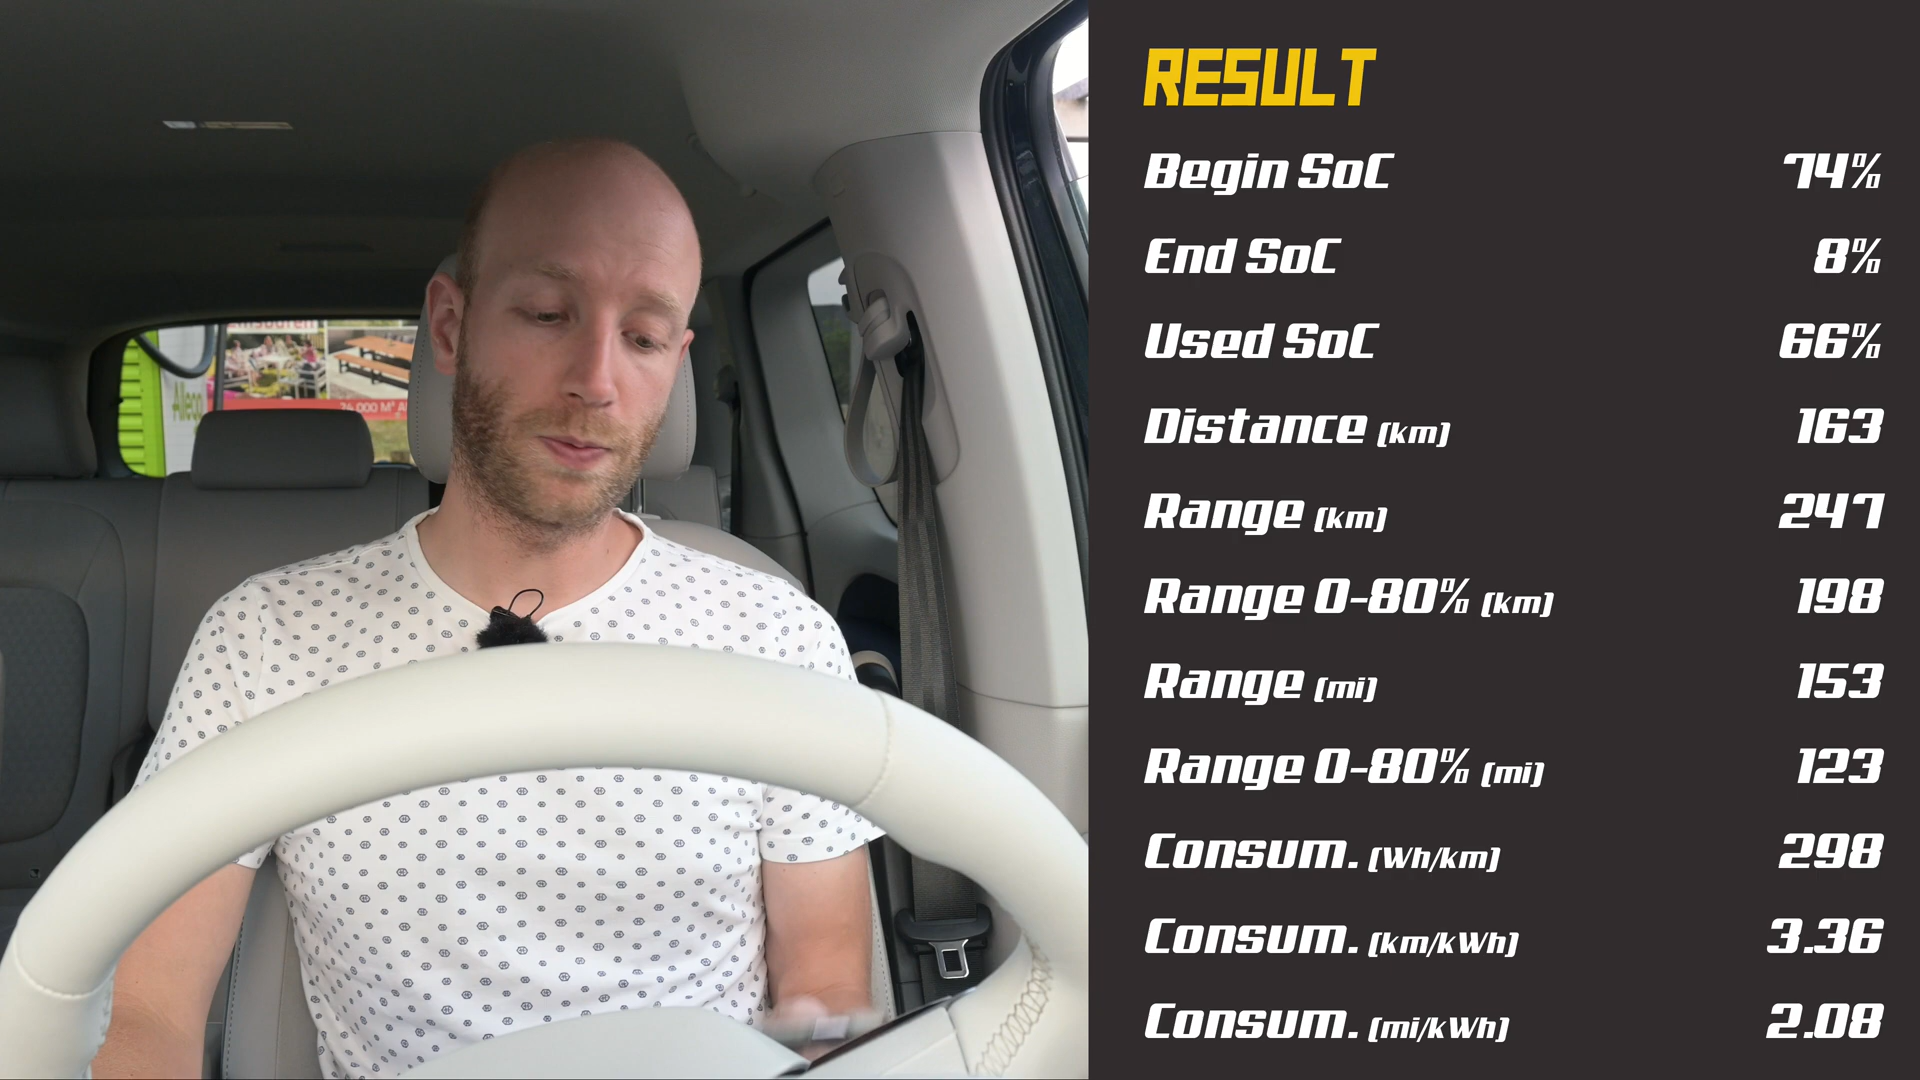 RESULT
Begin SoC 74%
End SoC 8%
Used SoC 66%
Distance (km) 163
Range (km) 247
Range 0-80% (km) 198
Range (mi) 153
Range 0-80% (mi) 123
Consum. (Wh/km) 298
Consum. (km/kWh) 3.36
Consum. (mi/kWh) 2.08
Allego